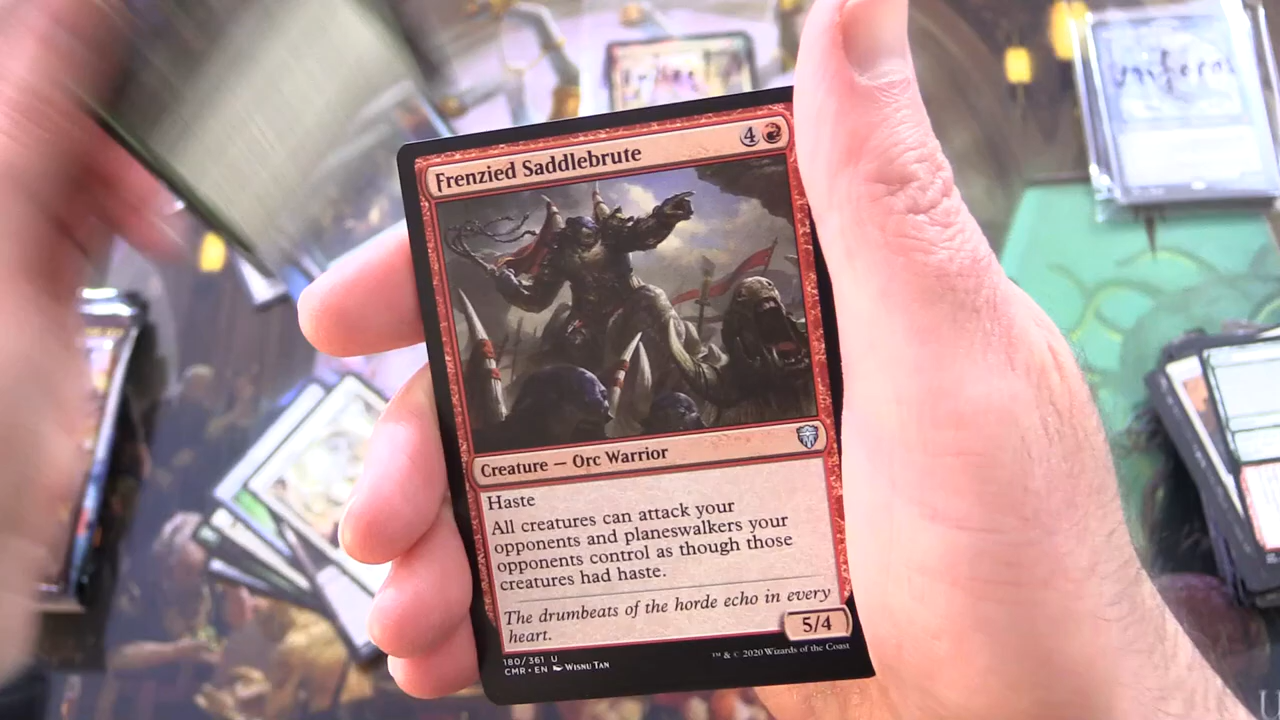 Frenzied Saddlebrute 4
Creature — Orc Warrior
Haste
All creatures can attack your
opponents and planeswalkers your
opponents control as though those
creatures had haste.
The drumbeats of the horde echo in every
heart.
5/4
180/361 U
CMR • EN Wisnu Tan
™ & © 2020 Wizards of the Coast